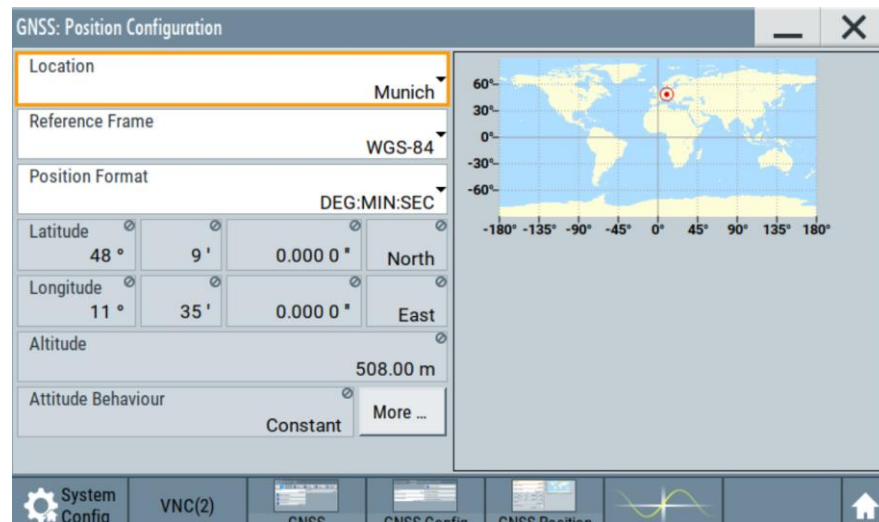 GNSS: Position Configuration
Location
Munich
Reference Frame
WGS-84
Position Format
DEG:MIN:SEC
Latitude
48 ° 9 ' 0.000 0 " North
Longitude
11 ° 35 ' 0.000 0 " East
Altitude
508.00 m
Attitude Behaviour
Constant
More ...
60°
30°
0°
-30°
-60°
-180° -135° -90° -45° 0° 45° 90° 135° 180°
System
Config
VNC(2)
GNSS
GNSS Config
GNSS Position